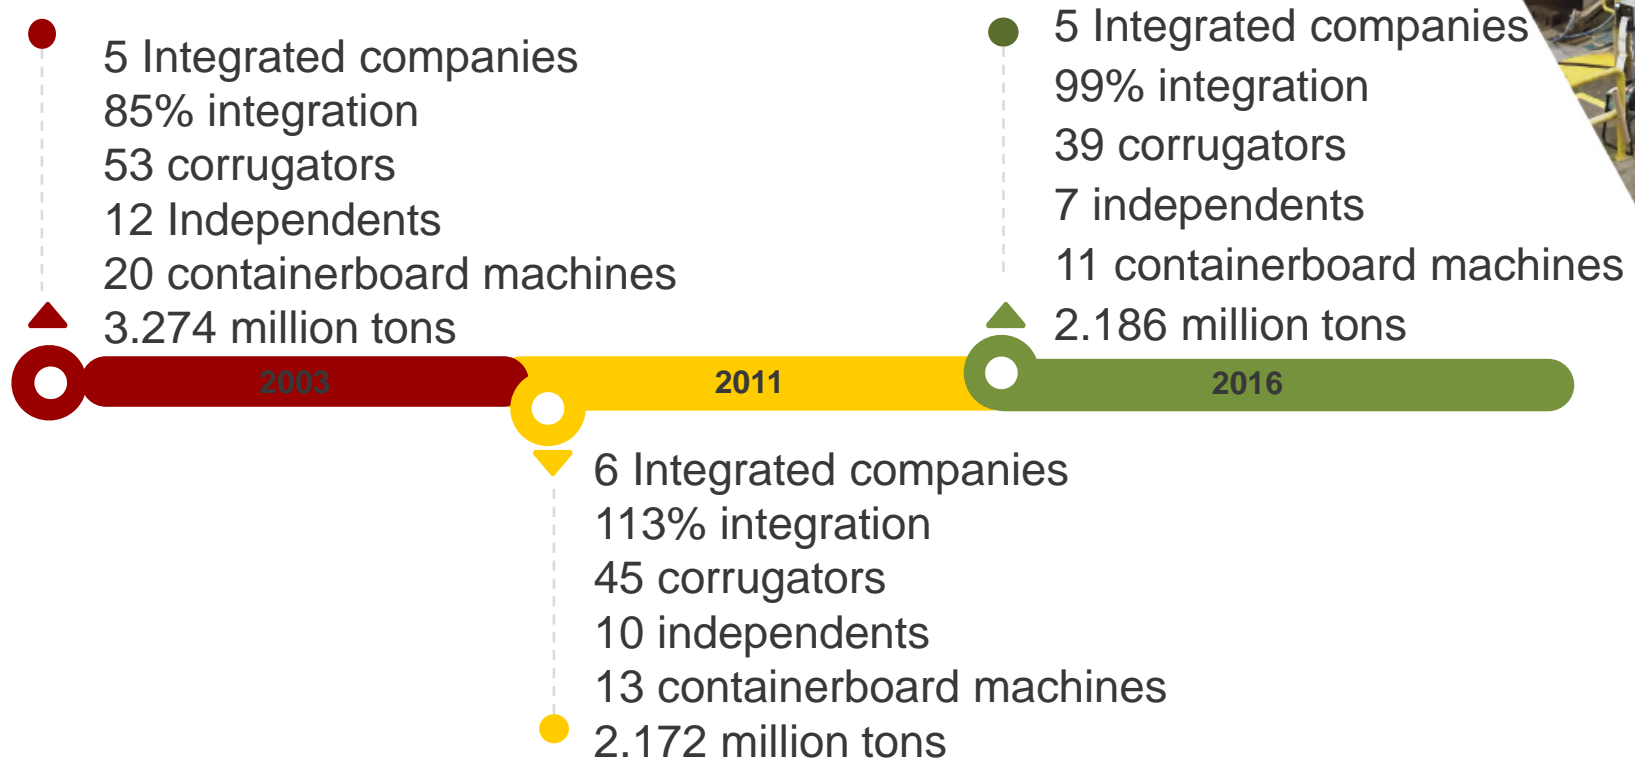 5 Integrated companies
85% integration
53 corrugators
12 Independents
20 containerboard machines
3.274 million tons
2003
6 Integrated companies
113% integration
45 corrugators
10 independents
13 containerboard machines
2.172 million tons
2011
5 Integrated companies
99% integration
39 corrugators
7 independents
11 containerboard machines
2.186 million tons
2016